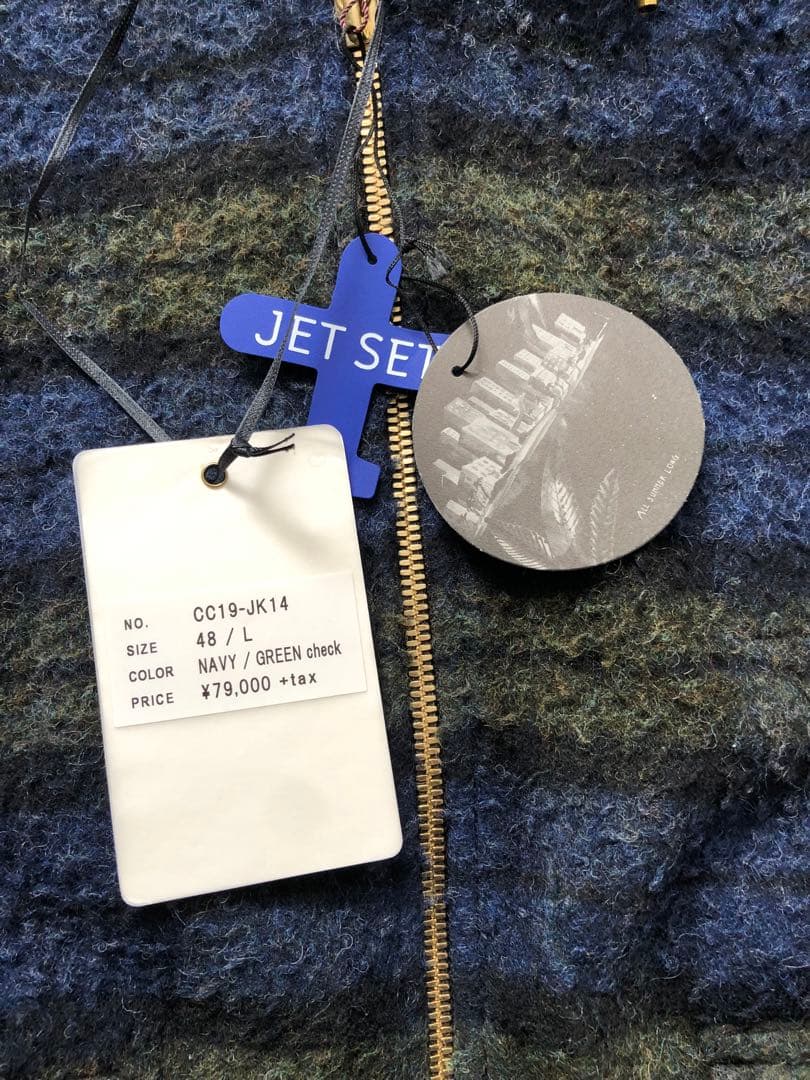 JET SET
ALL SUMMER LONG
NO. CC19-JK14
SIZE 48 / L
COLOR NAVY / GREEN check
PRICE ¥79,000 +tax